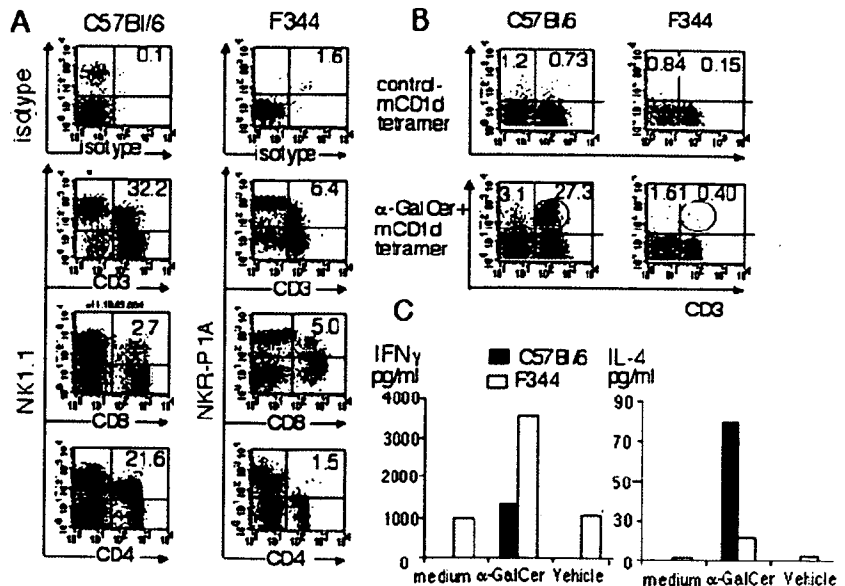 A
C57Bl/6
F344
isotype
0.1
isotype
1.6
isotype
NK1.1
32.2
CD3
NKR-P1A
6.4
CD3
2.7
CD8
5.0
CD8
21.6
CD4
1.5
CD4
B
C57Bl/6
F344
control-
mCD1d
tetramer
1.2 0.73
0.84 0.15
α-GalCer+
mCD1d
tetramer
3.1 27.3
1.61 0.40
CD3
C
IFNγ
pg/ml
C57Bl/6
F344
IL-4
pg/ml
4000
3000
2000
1000
0
medium α-GalCer Vehicle
90
70
50
30
10
medium α-GalCer Vehicle